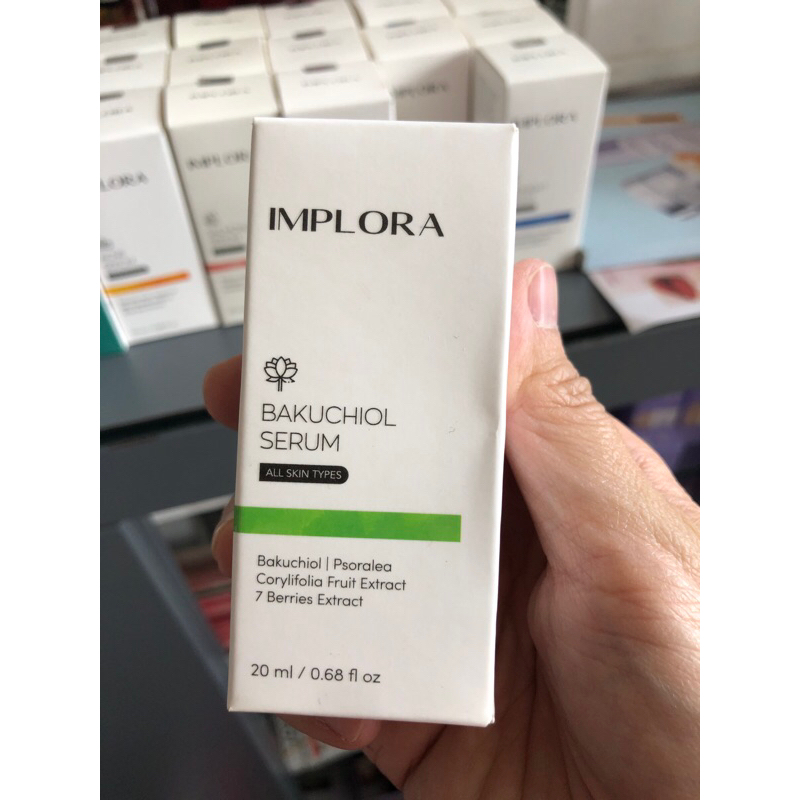 IMPLORA
BAKUCHIOL
SERUM
ALL SKIN TYPES
Bakuchiol | Psoralea
Corylifolia Fruit Extract
7 Berries Extract
20 ml / 0.68 fl oz
IMPLORA